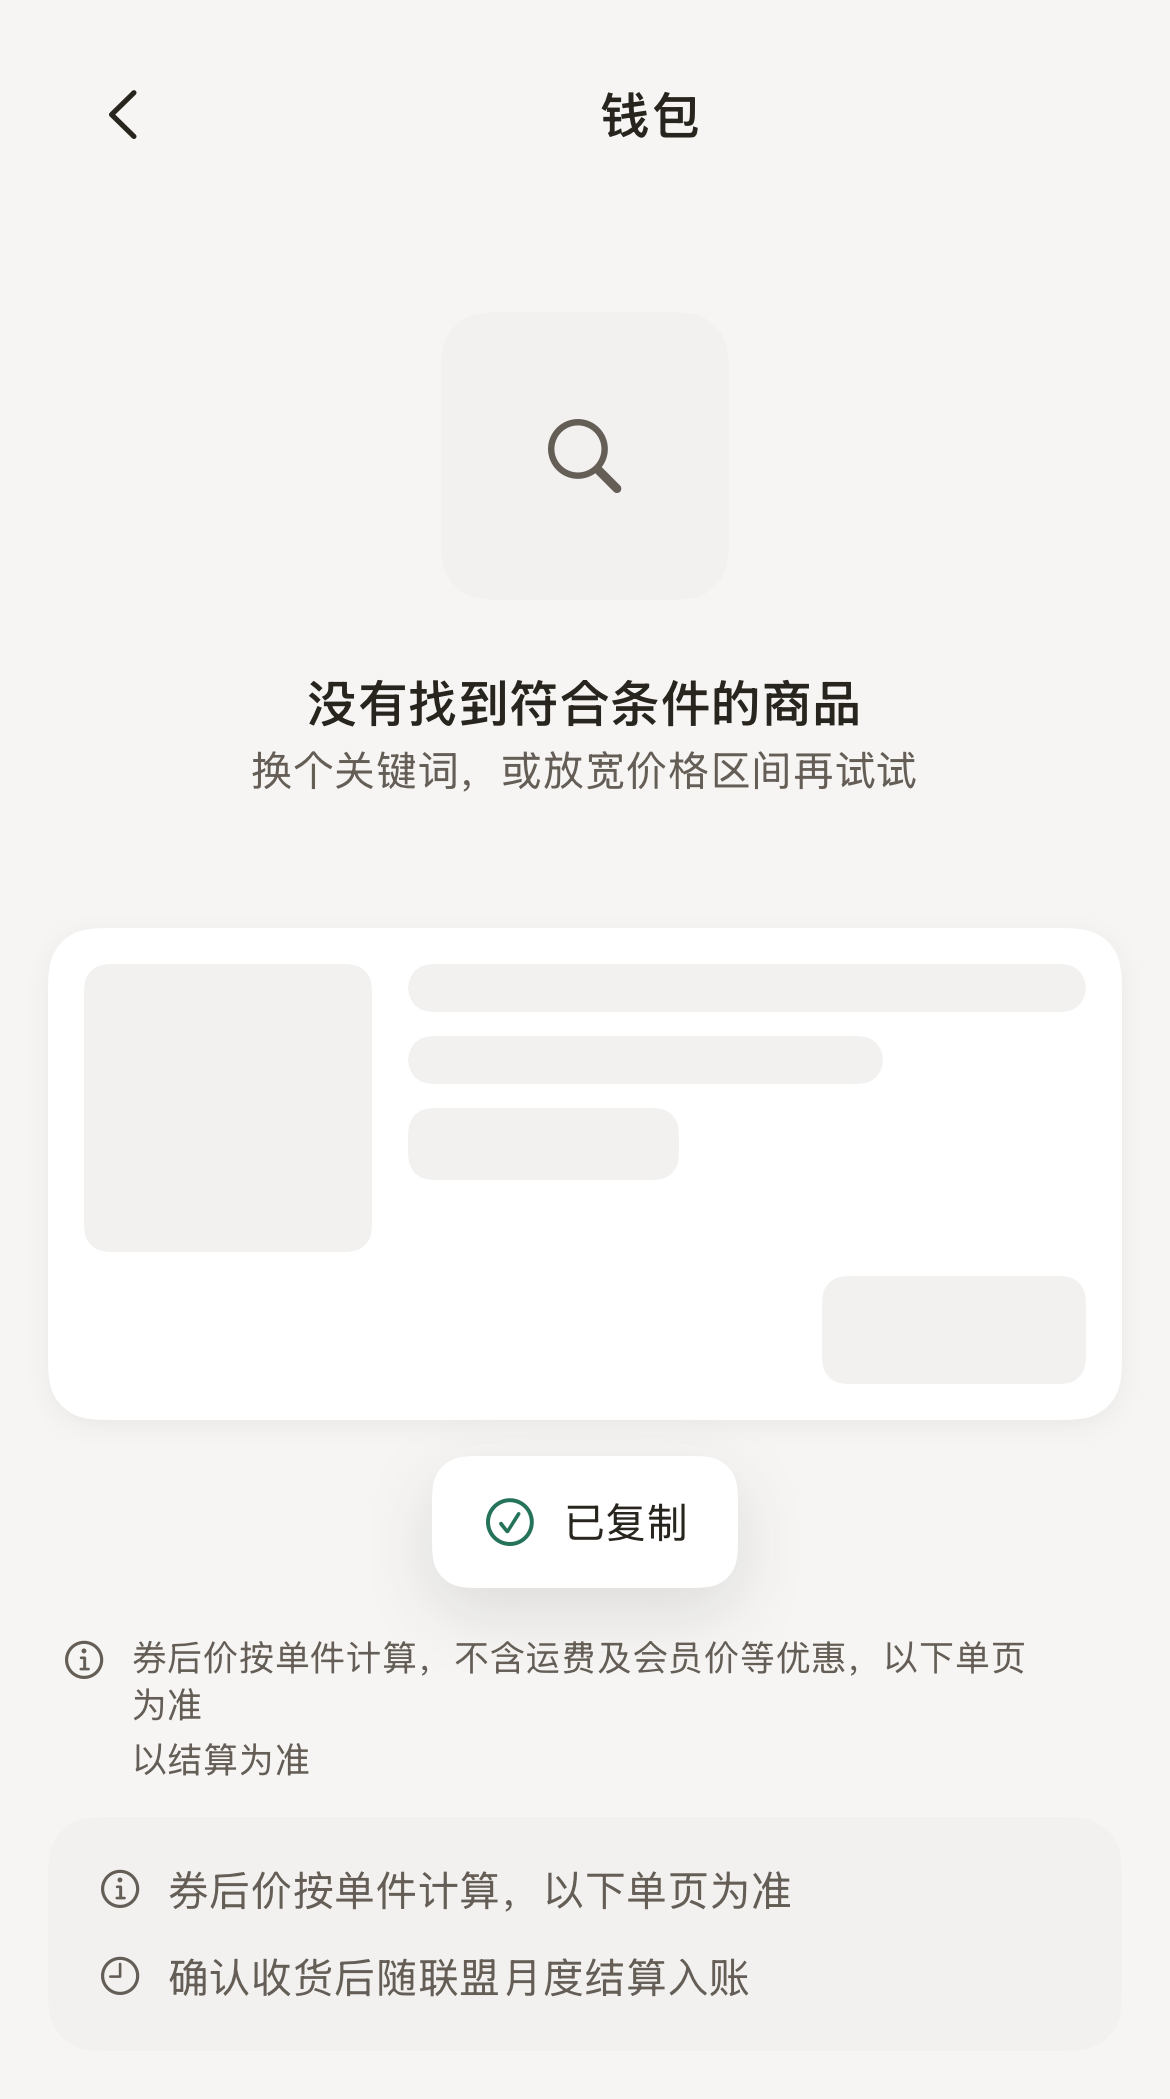 钱包
没有找到符合条件的商品
换个关键词，或放宽价格区间再试试
已复制
券后价按单件计算，不含运费及会员价等优惠，以下单页
为准
以结算为准
券后价按单件计算，以下单页为准
确认收货后随联盟月度结算入账